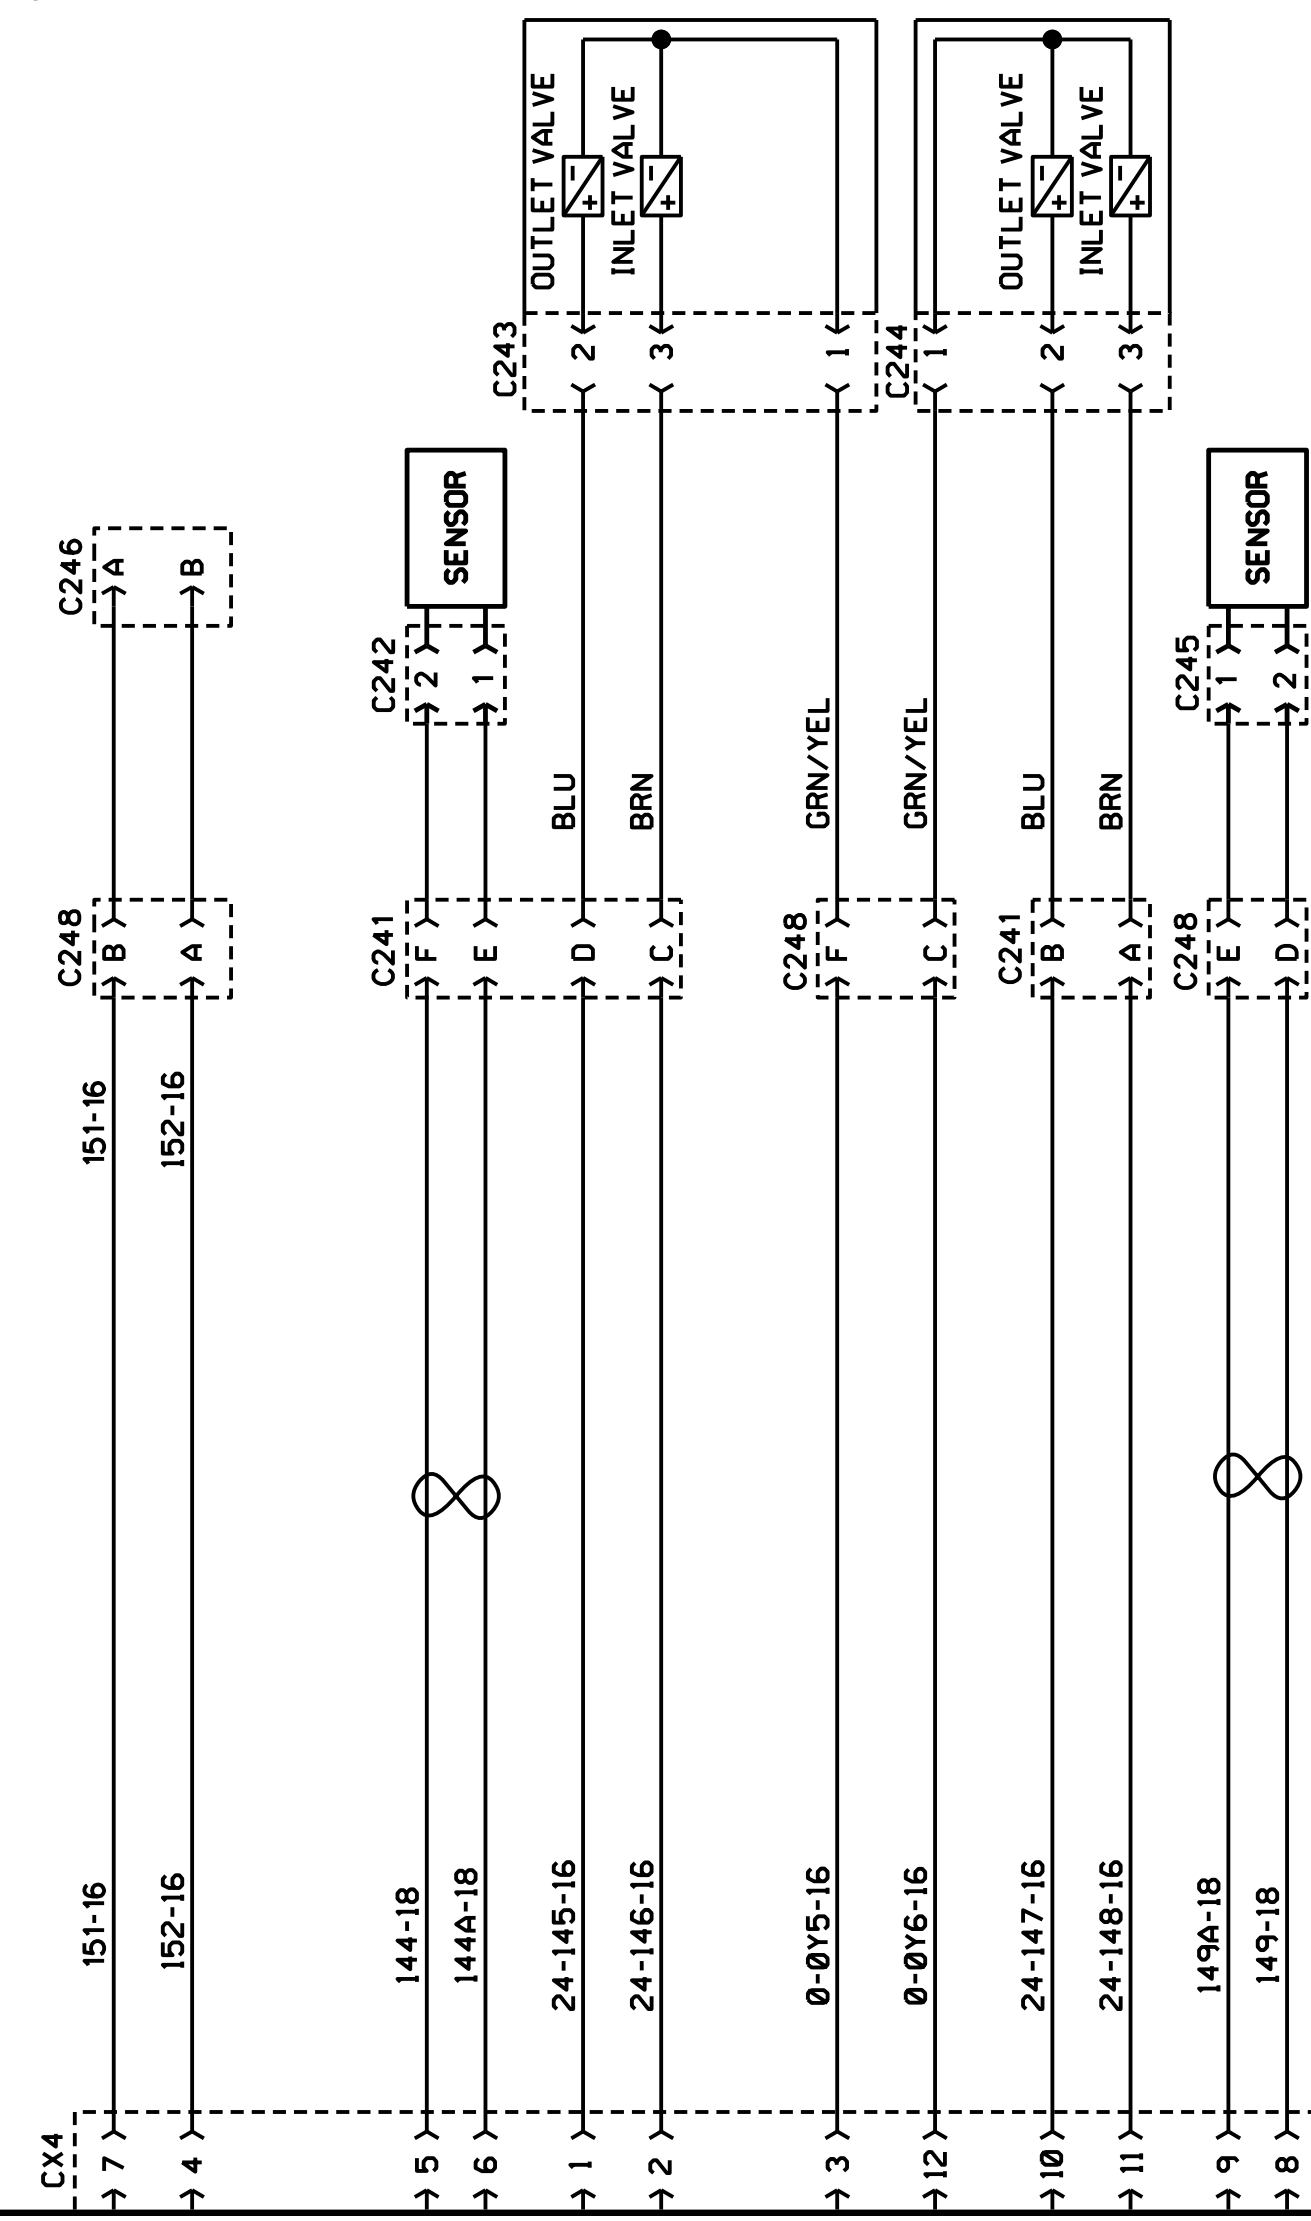 OUTLET VALVE
INLET VALVE
OUTLET VALVE
INLET VALVE
- + - + - + - +
C243
2
3
1
C244
1
2
3
SENSOR
SENSOR
C246
A
B
C242
2
1
C245
1
2
BLU
BRN
GRN/YEL
GRN/YEL
BLU
BRN
C248
B
A
C241
F
E
D
C
C248
F
C
C241
B
A
C248
E
D
151-16
152-16
151-16
152-16
144-18
144A-18
24-145-16
24-146-16
0-0Y5-16
0-0Y6-16
24-147-16
24-148-16
149A-18
149-18
CX4
7
4
5
6
1
2
3
12
10
11
9
8